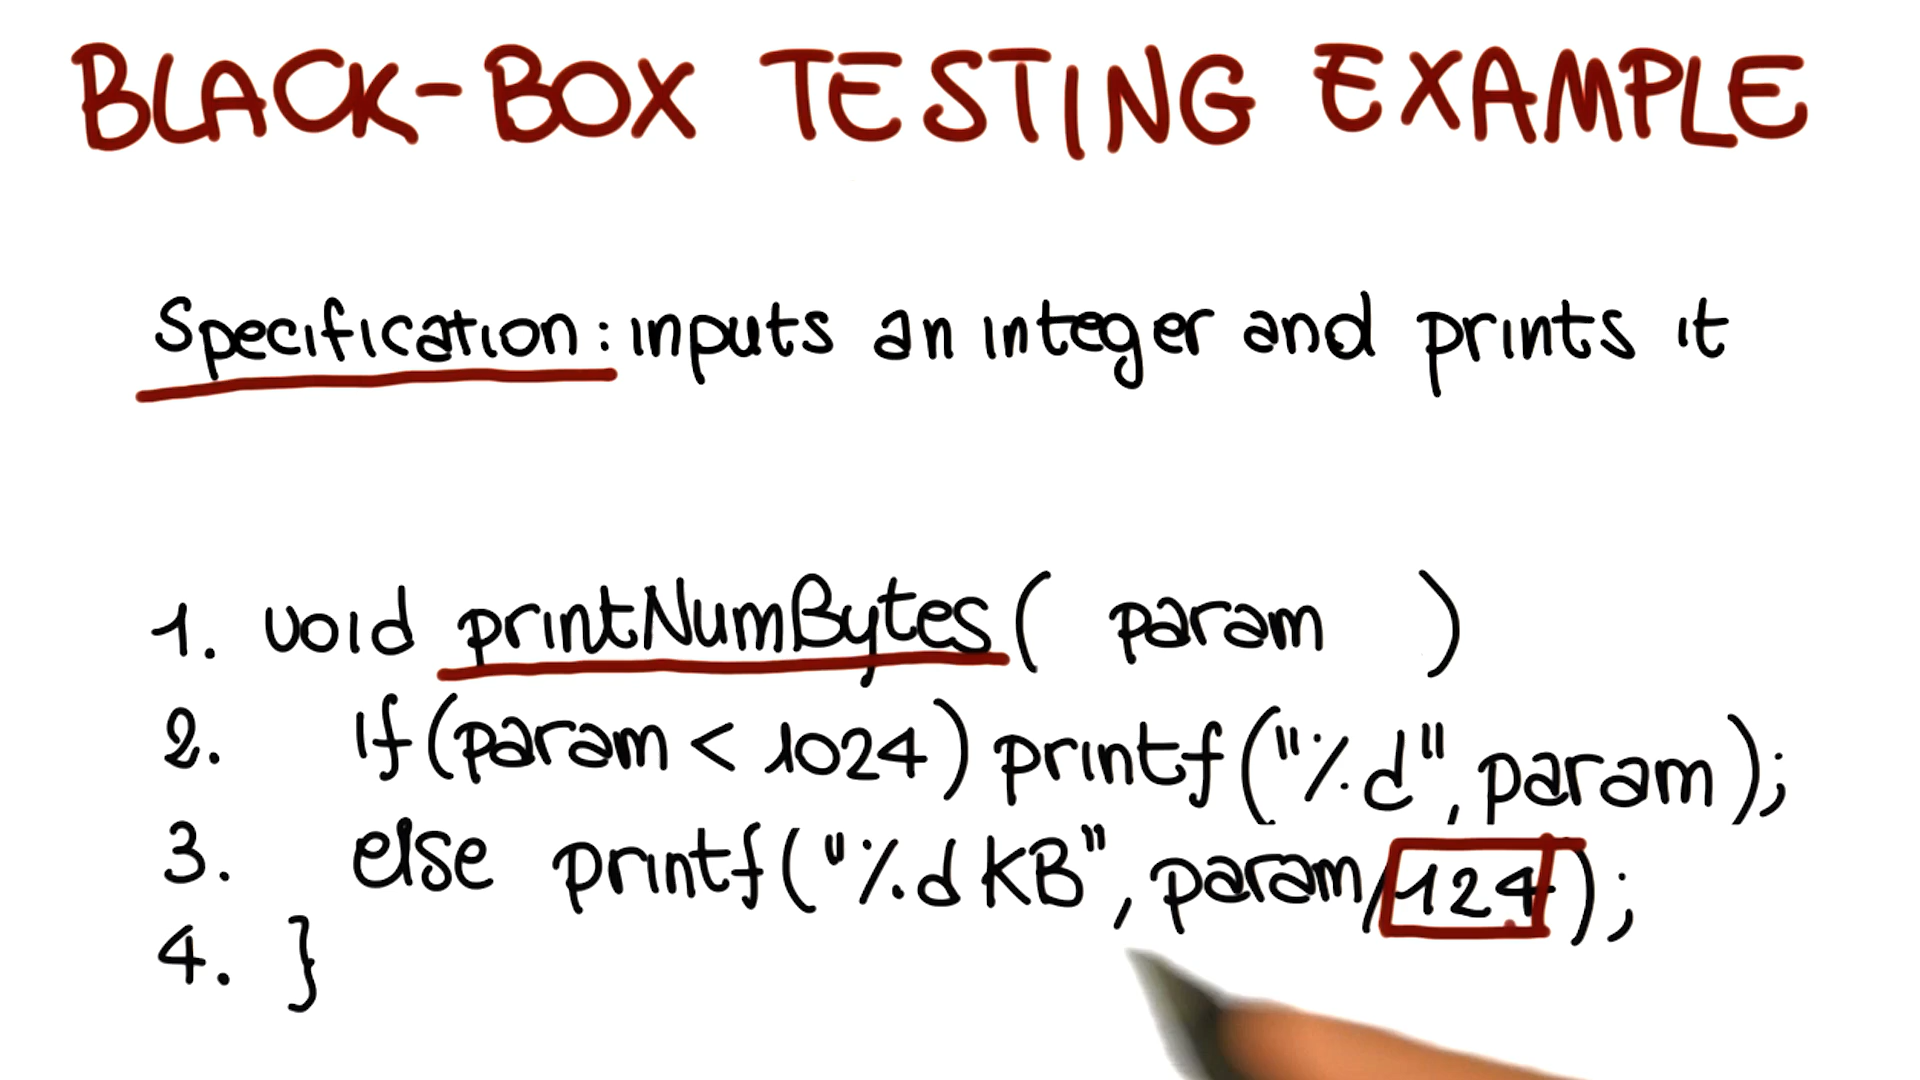 BLACK-BOX TESTING EXAMPLE
Specification: inputs an integer and prints it
1. void printNumBytes( param )
2. if(param < 1024) printf("%d",param);
3. else printf("%d KB", param/124);
4. }